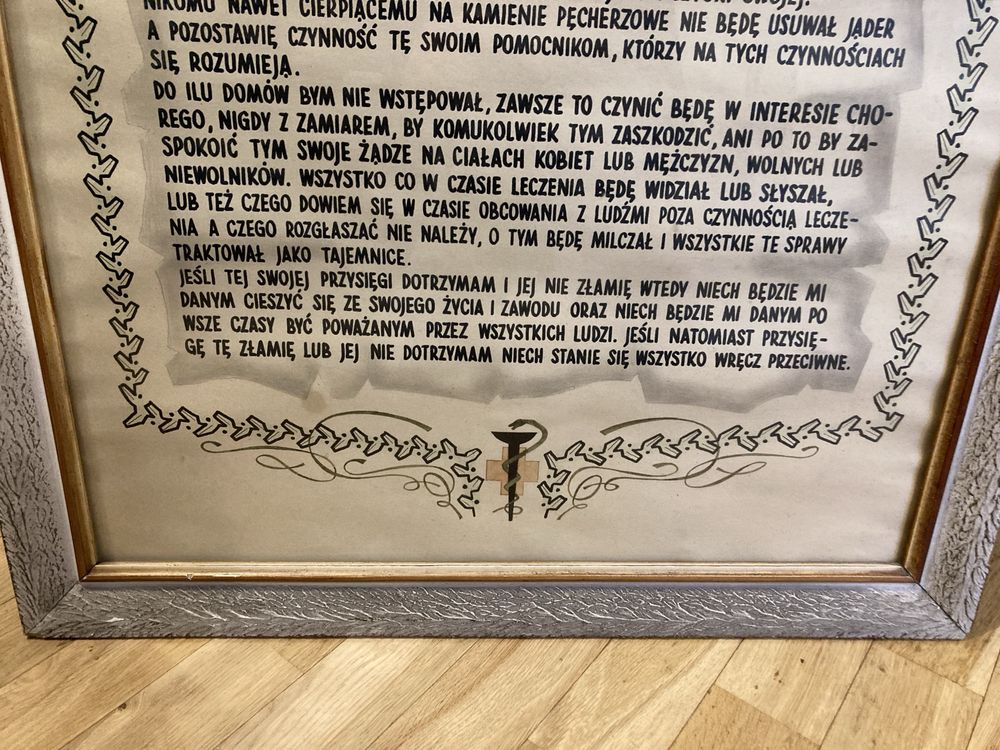 NIKOMU NAWET CIERPIĄCEMU NA KAMIENIE PĘCHERZOWE NIE BĘDĘ USUWAŁ JĄDER
A POZOSTAWIĘ CZYNNOŚĆ TĘ SWOIM POMOCNIKOM, KTÓRZY NA TYCH CZYNNOŚCIACH
SIĘ ROZUMIEJĄ.
DO ILU DOMÓW BYM NIE WSTĘPOWAŁ, ZAWSZE TO CZYNIĆ BĘDĘ W INTERESIE CHO-
REGO, NIGDY Z ZAMIAREM, BY KOMUKOLWIEK TYM ZASZKODZIĆ, ANI PO TO BY ZA-
SPOKOIĆ TYM SWOJE ŻĄDZE NA CIAŁACH KOBIET LUB MĘŻCZYZN, WOLNYCH LUB
NIEWOLNIKÓW. WSZYSTKO CO W CZASIE LECZENIA BĘDĘ WIDZIAŁ LUB SŁYSZAŁ,
LUB TEŻ CZEGO DOWIEM SIĘ W CZASIE OBCOWANIA Z LUDŹMI POZA CZYNNOŚCIĄ LECZE-
NIA A CZEGO ROZGŁASZAĆ NIE NALEŻY, O TYM BĘDĘ MILCZAŁ I WSZYSTKIE TE SPRAWY
TRAKTOWAŁ JAKO TAJEMNICE.
JEŚLI TEJ SWOJEJ PRZYSIĘGI DOTRZYMAM I JEJ NIE ZŁAMIĘ WTEDY NIECH BĘDZIE MI
DANYM CIESZYĆ SIĘ ZE SWOJEGO ŻYCIA I ZAWODU ORAZ NIECH BĘDZIE MI DANYM PO
WSZE CZASY BYĆ POWAŻANYM PRZEZ WSZYSTKICH LUDZI. JEŚLI NATOMIAST PRZYSIĘ-
GĘ TĘ ZŁAMIĘ LUB JEJ NIE DOTRZYMAM NIECH STANIE SIĘ WSZYSTKO WRĘCZ PRZECIWNE.